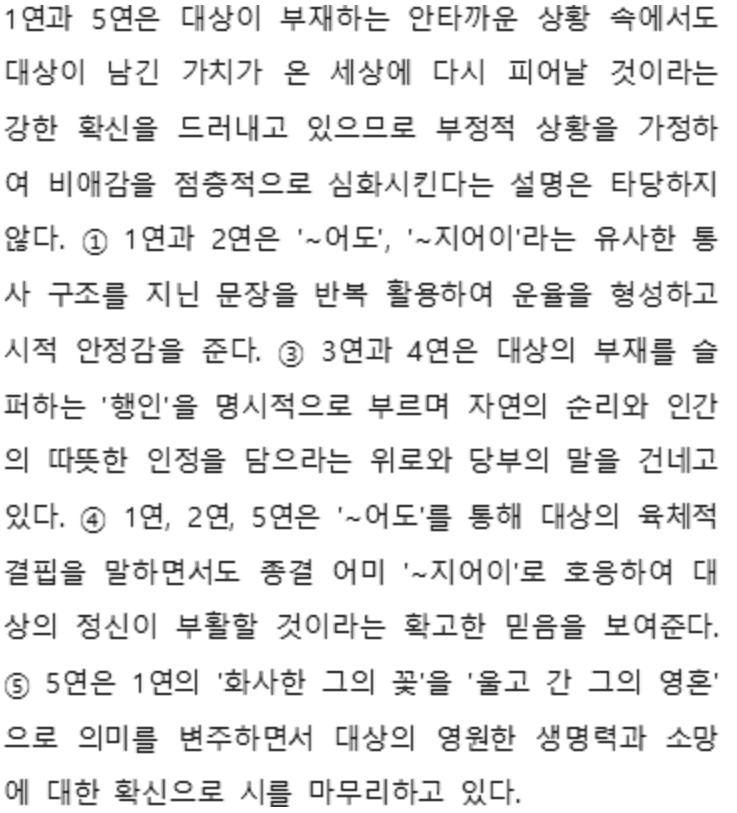 1연과 5연은 대상이 부재하는 안타까운 상황 속에서도
대상이 남긴 가치가 온 세상에 다시 피어날 것이라는
강한 확신을 드러내고 있으므로 부정적 상황을 가정하
여 비애감을 점층적으로 심화시킨다는 설명은 타당하지
않다. ① 1연과 2연은 '~어도', '~지어이'라는 유사한 통
사 구조를 지닌 문장을 반복 활용하여 운율을 형성하고
시적 안정감을 준다. ③ 3연과 4연은 대상의 부재를 슬
퍼하는 '행인'을 명시적으로 부르며 자연의 순리와 인간
의 따뜻한 인정을 담으라는 위로와 당부의 말을 건네고
있다. ④ 1연, 2연, 5연은 '~어도'를 통해 대상의 육체적
결핍을 말하면서도 종결 어미 '~지어이'로 호응하여 대
상의 정신이 부활할 것이라는 확고한 믿음을 보여준다.
⑤ 5연은 1연의 '화사한 그의 꽃'을 '울고 간 그의 영혼'
으로 의미를 변주하면서 대상의 영원한 생명력과 소망
에 대한 확신으로 시를 마무리하고 있다.